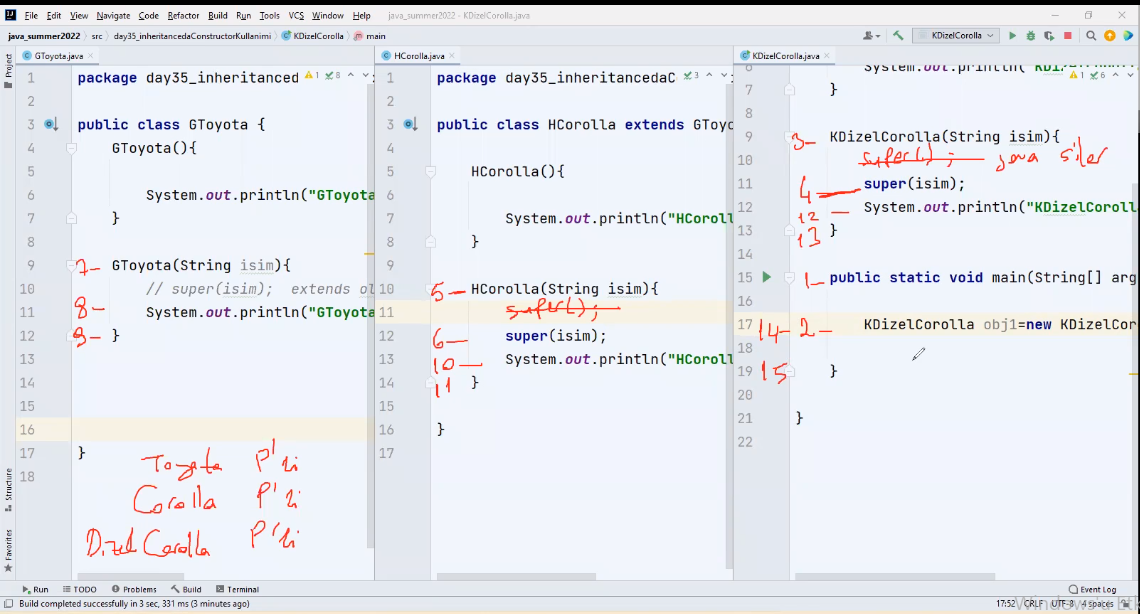 File Edit View Navigate Code Refactor Build Run Tools VCS Window Help java_summer2022 - KDizelCorolla.java
java_summer2022 src day35_inheritancedaConstructorKullanimi KDizelCorolla main KDizelCorolla
Project
GToyota.java
1 package day35_inheritanced
1 8
2
3 public class GToyota {
4 GToyota(){
5
6 System.out.println("GToyota
7 }
8
7- 9 GToyota(String isim){
10 // super(isim); extends ol
8- 11 System.out.println("GToyota
9- 12 }
13
14
15
16
17 }
18
Toyota P'li
Corolla P'li
Dizel Corolla P'li
HCorolla.java
1 package day35_inheritancedaC
3
2
3 public class HCorolla extends GToyo
4
5 HCorolla(){
6
7 System.out.println("HCoroll
8 }
9
5- 10 HCorolla(String isim){
11 super();
6- 12 super(isim);
10- 13 System.out.println("HCoroll
11 14 }
15
16 }
17
KDizelCorolla.java
6 System.out.println("KDizelCo
1 6
7 }
8
3- 9 KDizelCorolla(String isim){
10 super(); java siler
4- 11 super(isim);
12- 12 System.out.println("KDizelCoroll
13 13 }
14
1- 15 public static void main(String[] arg
16
14- 2- 17 KDizelCorolla obj1=new KDizelCor
18
15 19 }
20
21 }
22
Structure
Favorites
Run TODO Problems Build Terminal Event Log
Build completed successfully in 3 sec, 331 ms (3 minutes ago) 17:52 CRLF UTF-8 4 spaces
Windows'u Et